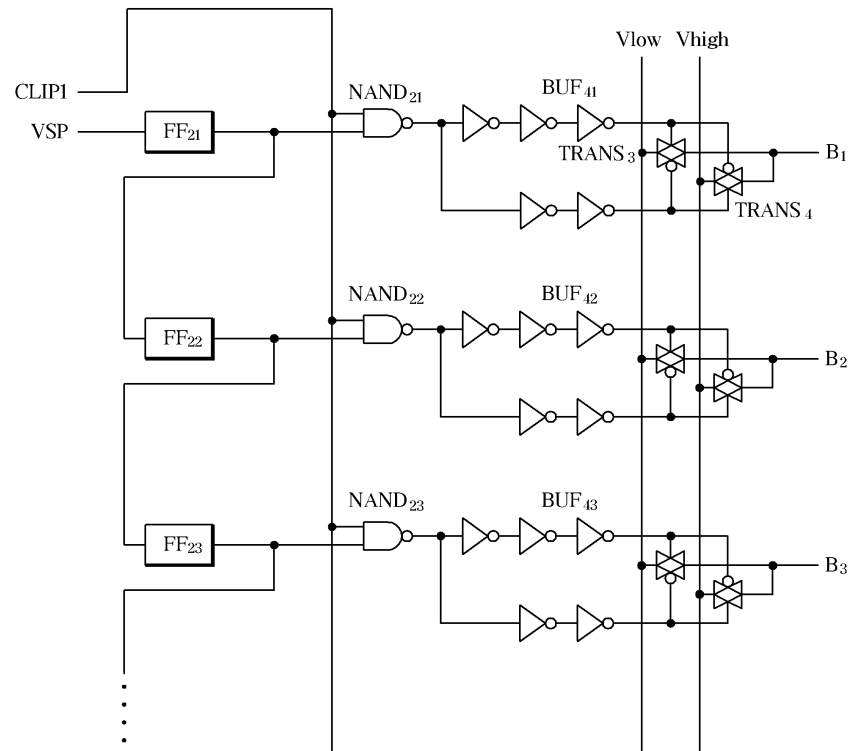 Vlow Vhigh
CLIP1
NAND21
BUF41
VSP
FF21
TRANS3
B1
TRANS4
NAND22
BUF42
FF22
B2
NAND23
BUF43
FF23
B3